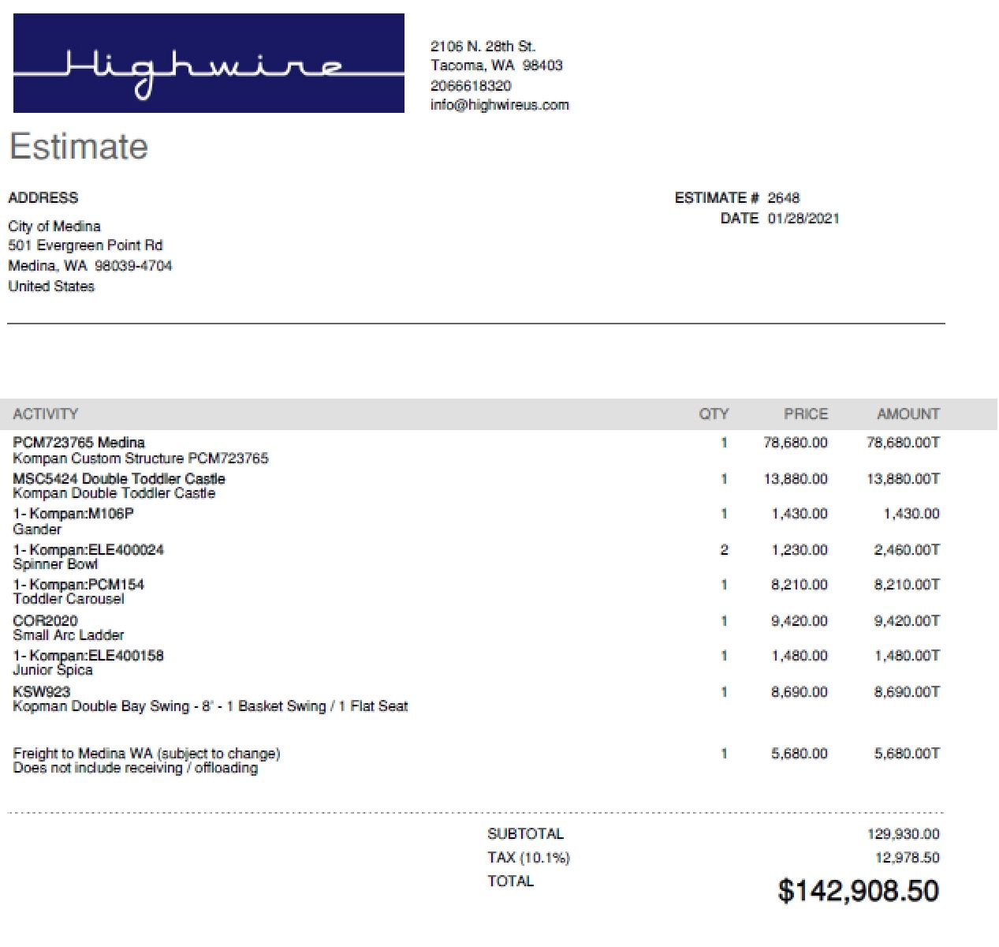 Highwire
2106 N. 28th St.
Tacoma, WA 98403
2066618320
info@highwireus.com
Estimate
ADDRESS
City of Medina
501 Evergreen Point Rd
Medina, WA 98039-4704
United States
ESTIMATE # 2648
DATE 01/28/2021
ACTIVITY QTY PRICE AMOUNT
PCM723765 Medina 1 78,680.00 78,680.00T
Kompan Custom Structure PCM723765
MSC5424 Double Toddler Castle 1 13,880.00 13,880.00T
Kompan Double Toddler Castle
1- Kompan:M106P 1 1,430.00 1,430.00
Gander
1- Kompan:ELE400024 2 1,230.00 2,460.00T
Spinner Bowl
1- Kompan:PCM154 1 8,210.00 8,210.00T
Toddler Carousel
COR2020 1 9,420.00 9,420.00T
Small Arc Ladder
1- Kompan:ELE400158 1 1,480.00 1,480.00T
Junior Spica
KSW923 1 8,690.00 8,690.00T
Kopman Double Bay Swing - 8' - 1 Basket Swing / 1 Flat Seat
Freight to Medina WA (subject to change) 1 5,680.00 5,680.00T
Does not include receiving / offloading
SUBTOTAL 129,930.00
TAX (10.1%) 12,978.50
TOTAL $142,908.50